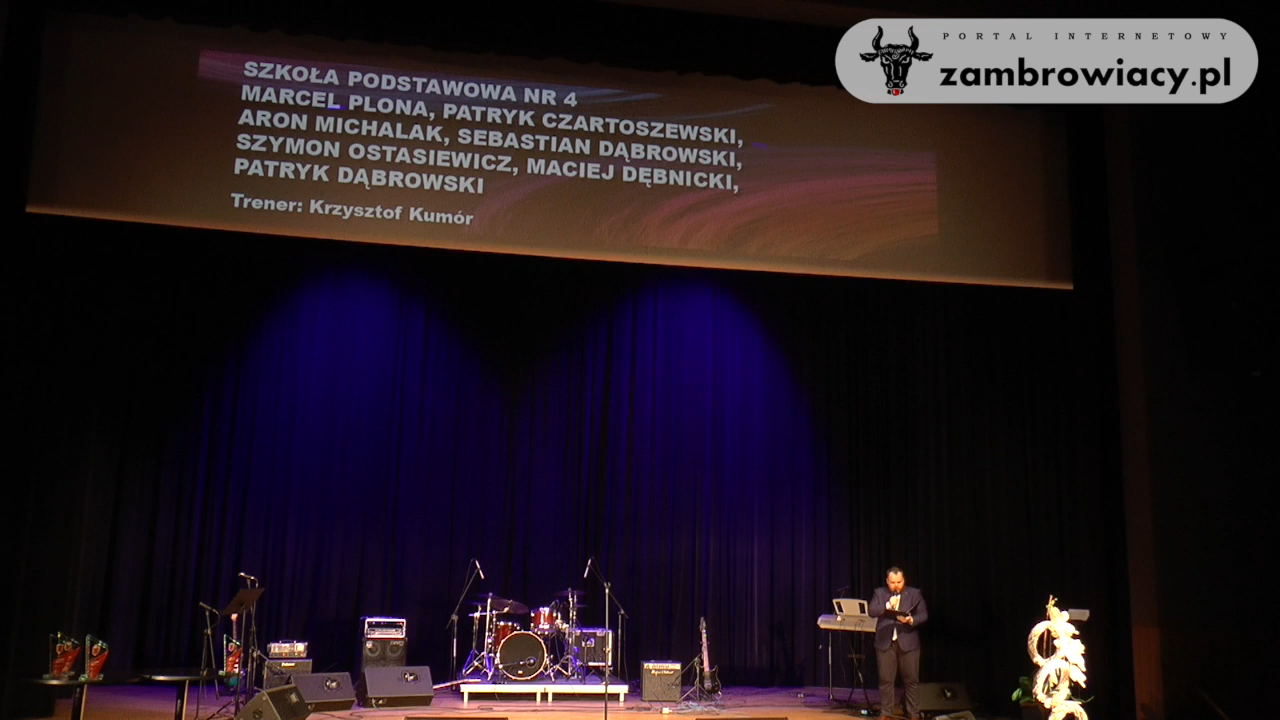 PORTAL INTERNETOWY
zambrowiacy.pl
SZKOŁA PODSTAWOWA NR 4
MARCEL PLONA, PATRYK CZARTOSZEWSKI,
ARON MICHALAK, SEBASTIAN DĄBROWSKI,
SZYMON OSTASIEWICZ, MACIEJ DĘBNICKI,
PATRYK DĄBROWSKI
Trener: Krzysztof Kumór